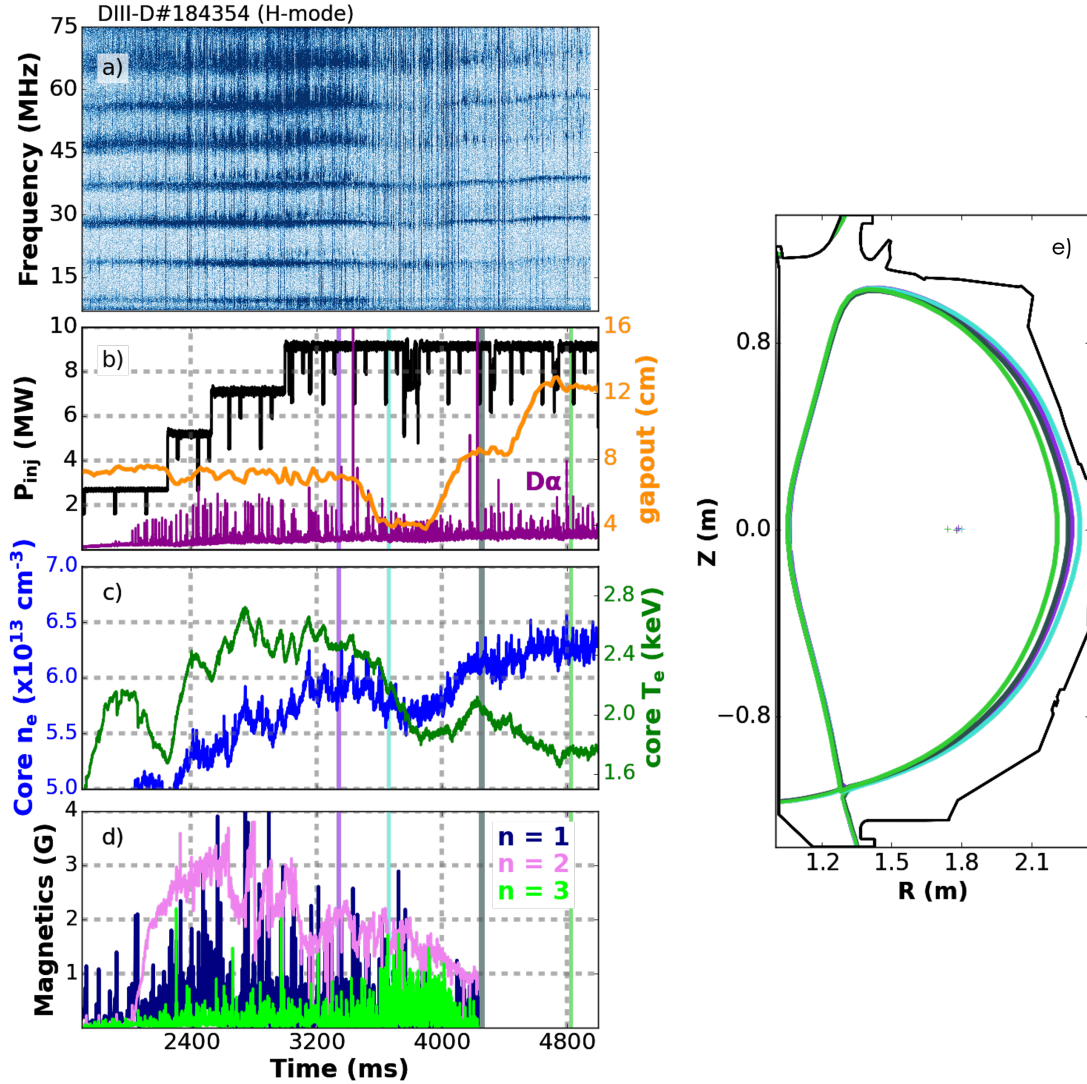 DIII-D#184354 (H-mode)
75
60
45
30
15
Frequency (MHz)
a)
10
8
6
4
2
P_inj (MW)
b)
Dα
16
12
8
4
gapout (cm)
7.0
6.5
6.0
5.5
5.0
Core n_e (x10^13 cm^-3)
c)
2.8
2.4
2.0
1.6
core T_e (keV)
4
3
2
1
Magnetics (G)
d)
n = 1
n = 2
n = 3
2400 3200 4000 4800
Time (ms)
e)
0.8
0.0
−0.8
Z (m)
1.2 1.5 1.8 2.1
R (m)